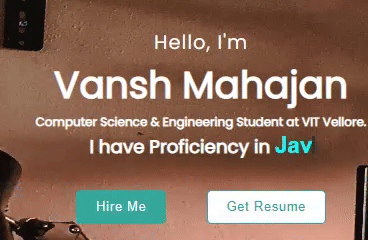 Hello, I'm
Vansh Mahajan
Computer Science & Engineering Student at VIT Vellore.
I have Proficiency in Jav
Hire Me
Get Resume